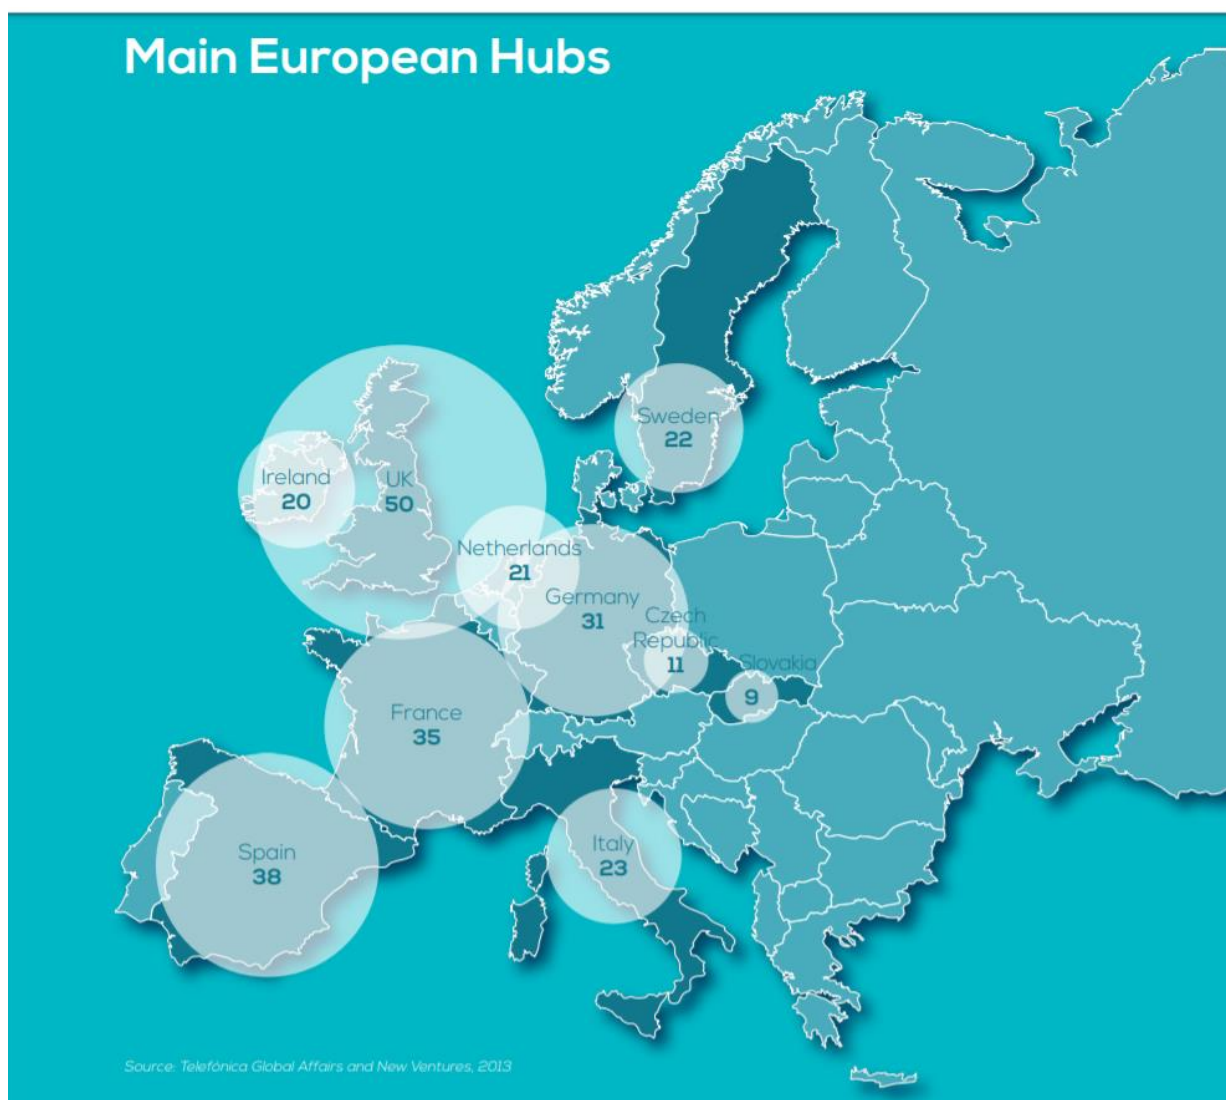 Main European Hubs
Sweden
22
Ireland
20
UK
50
Netherlands
21
Germany
31
Czech
Republic
11
Slovakia
9
France
35
Spain
38
Italy
23
Source: Telefónica Global Affairs and New Ventures, 2013